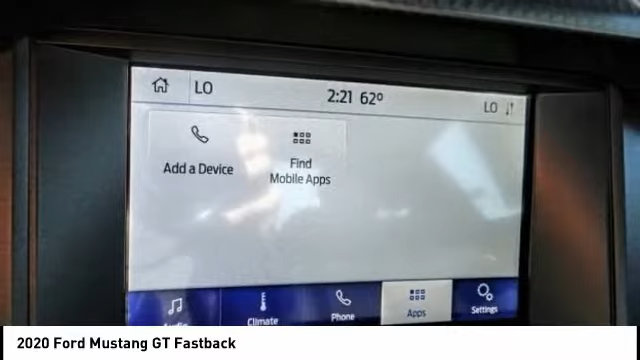 LO
2:21 62°
LO
Add a Device
Find
Mobile Apps
Audio
Climate
Phone
Apps
Settings
2020 Ford Mustang GT Fastback